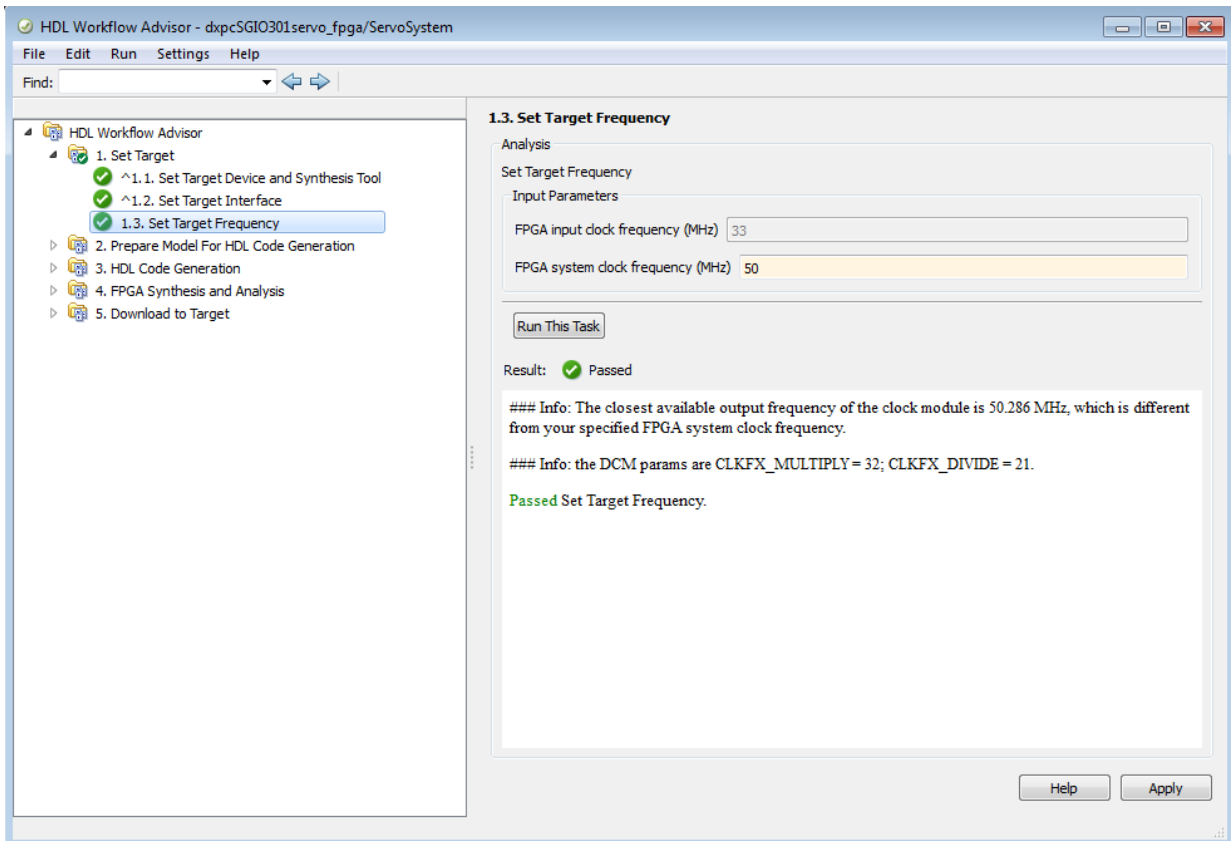 HDL Workflow Advisor - dxpcSGIO301servo_fpga/ServoSystem
File Edit Run Settings Help
Find:
HDL Workflow Advisor
1. Set Target
^1.1. Set Target Device and Synthesis Tool
^1.2. Set Target Interface
1.3. Set Target Frequency
2. Prepare Model For HDL Code Generation
3. HDL Code Generation
4. FPGA Synthesis and Analysis
5. Download to Target
1.3. Set Target Frequency
Analysis
Set Target Frequency
Input Parameters
FPGA input clock frequency (MHz) 33
FPGA system clock frequency (MHz) 50
Run This Task
Result: Passed
### Info: The closest available output frequency of the clock module is 50.286 MHz, which is different
from your specified FPGA system clock frequency.
### Info: the DCM params are CLKFX_MULTIPLY = 32; CLKFX_DIVIDE = 21.
Passed Set Target Frequency.
Help Apply